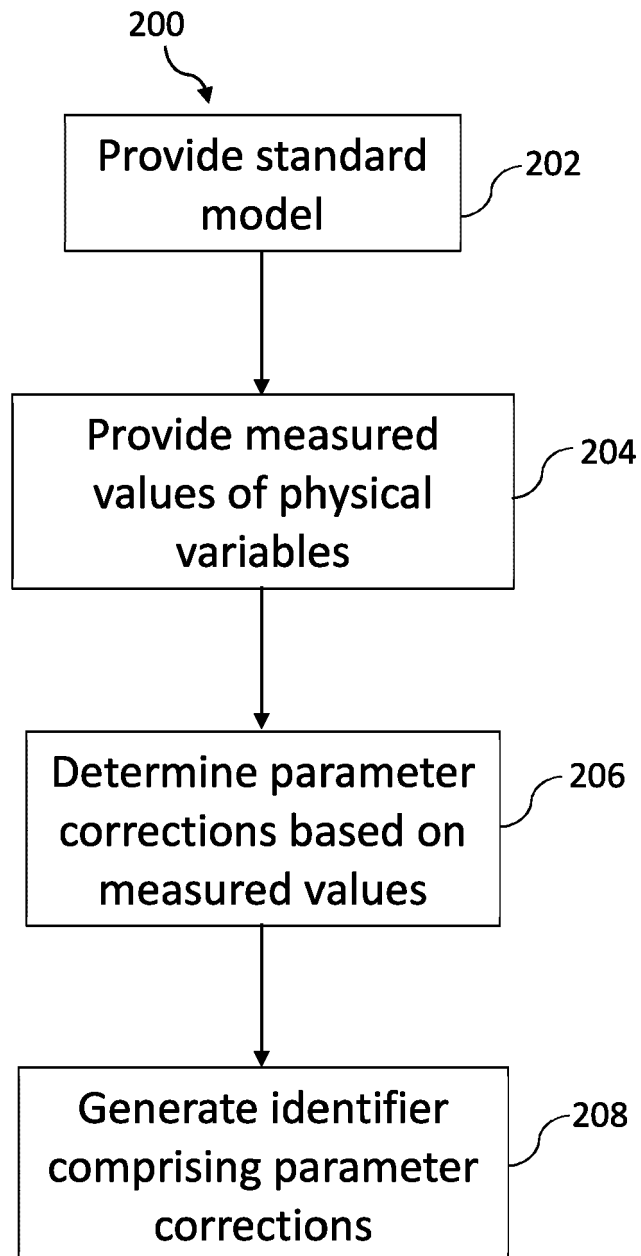 200
Provide standard
model
202
Provide measured
values of physical
variables
204
Determine parameter
corrections based on
measured values
206
Generate identifier
comprising parameter
corrections
208